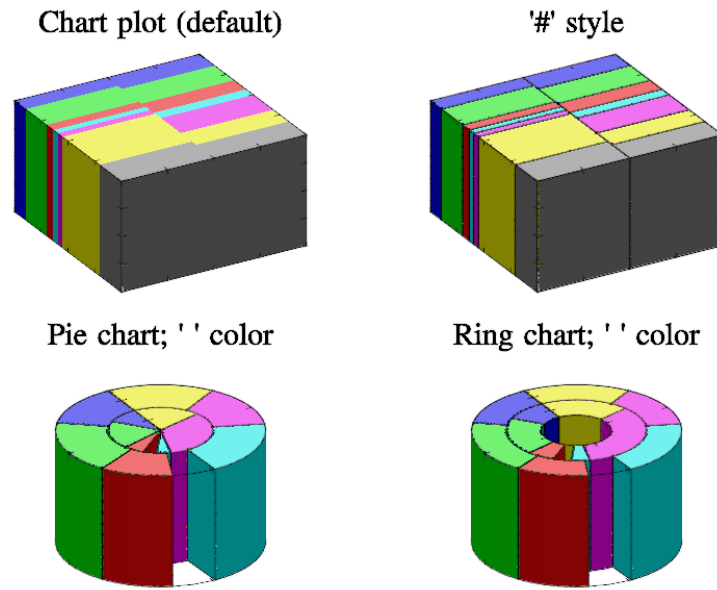 Chart plot (default)
'#' style
Pie chart; ' ' color
Ring chart; ' ' color